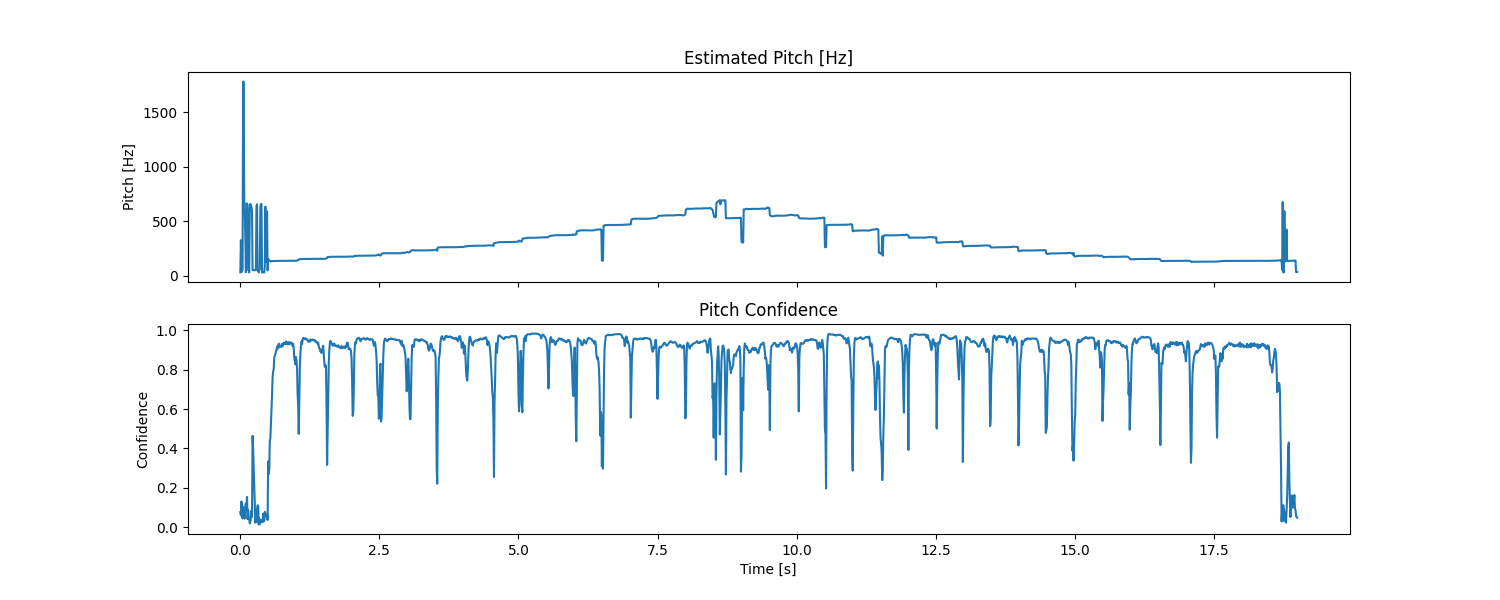 Estimated Pitch [Hz]
Pitch [Hz]
1500
1000
500
0
Pitch Confidence
Confidence
1.0
0.8
0.6
0.4
0.2
0.0
0.0 2.5 5.0 7.5 10.0 12.5 15.0 17.5
Time [s]